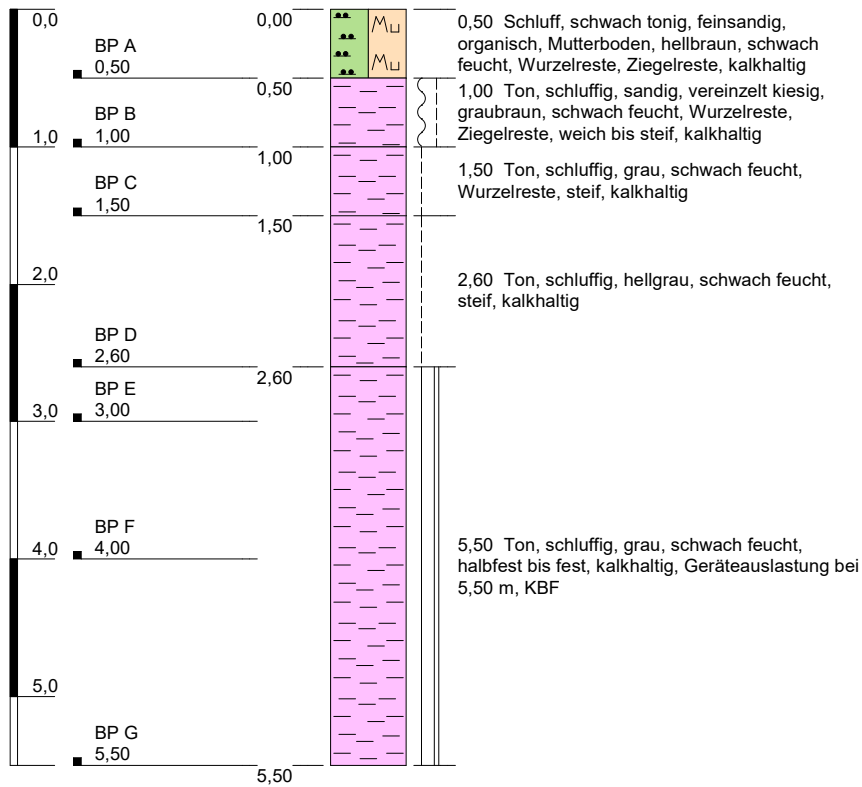 0,0
BP A
0,50
BP B
1,0
1,00
BP C
1,50
2,0
BP D
2,60
BP E
3,0
3,00
BP F
4,0
4,00
5,0
BP G
5,50
0,00
0,50
1,00
1,50
2,60
5,50
Mu
Mu
0,50 Schluff, schwach tonig, feinsandig,
organisch, Mutterboden, hellbraun, schwach
feucht, Wurzelreste, Ziegelreste, kalkhaltig
1,00 Ton, schluffig, sandig, vereinzelt kiesig,
graubraun, schwach feucht, Wurzelreste,
Ziegelreste, weich bis steif, kalkhaltig
1,50 Ton, schluffig, grau, schwach feucht,
Wurzelreste, steif, kalkhaltig
2,60 Ton, schluffig, hellgrau, schwach feucht,
steif, kalkhaltig
5,50 Ton, schluffig, grau, schwach feucht,
halbfest bis fest, kalkhaltig, Geräteauslastung bei
5,50 m, KBF